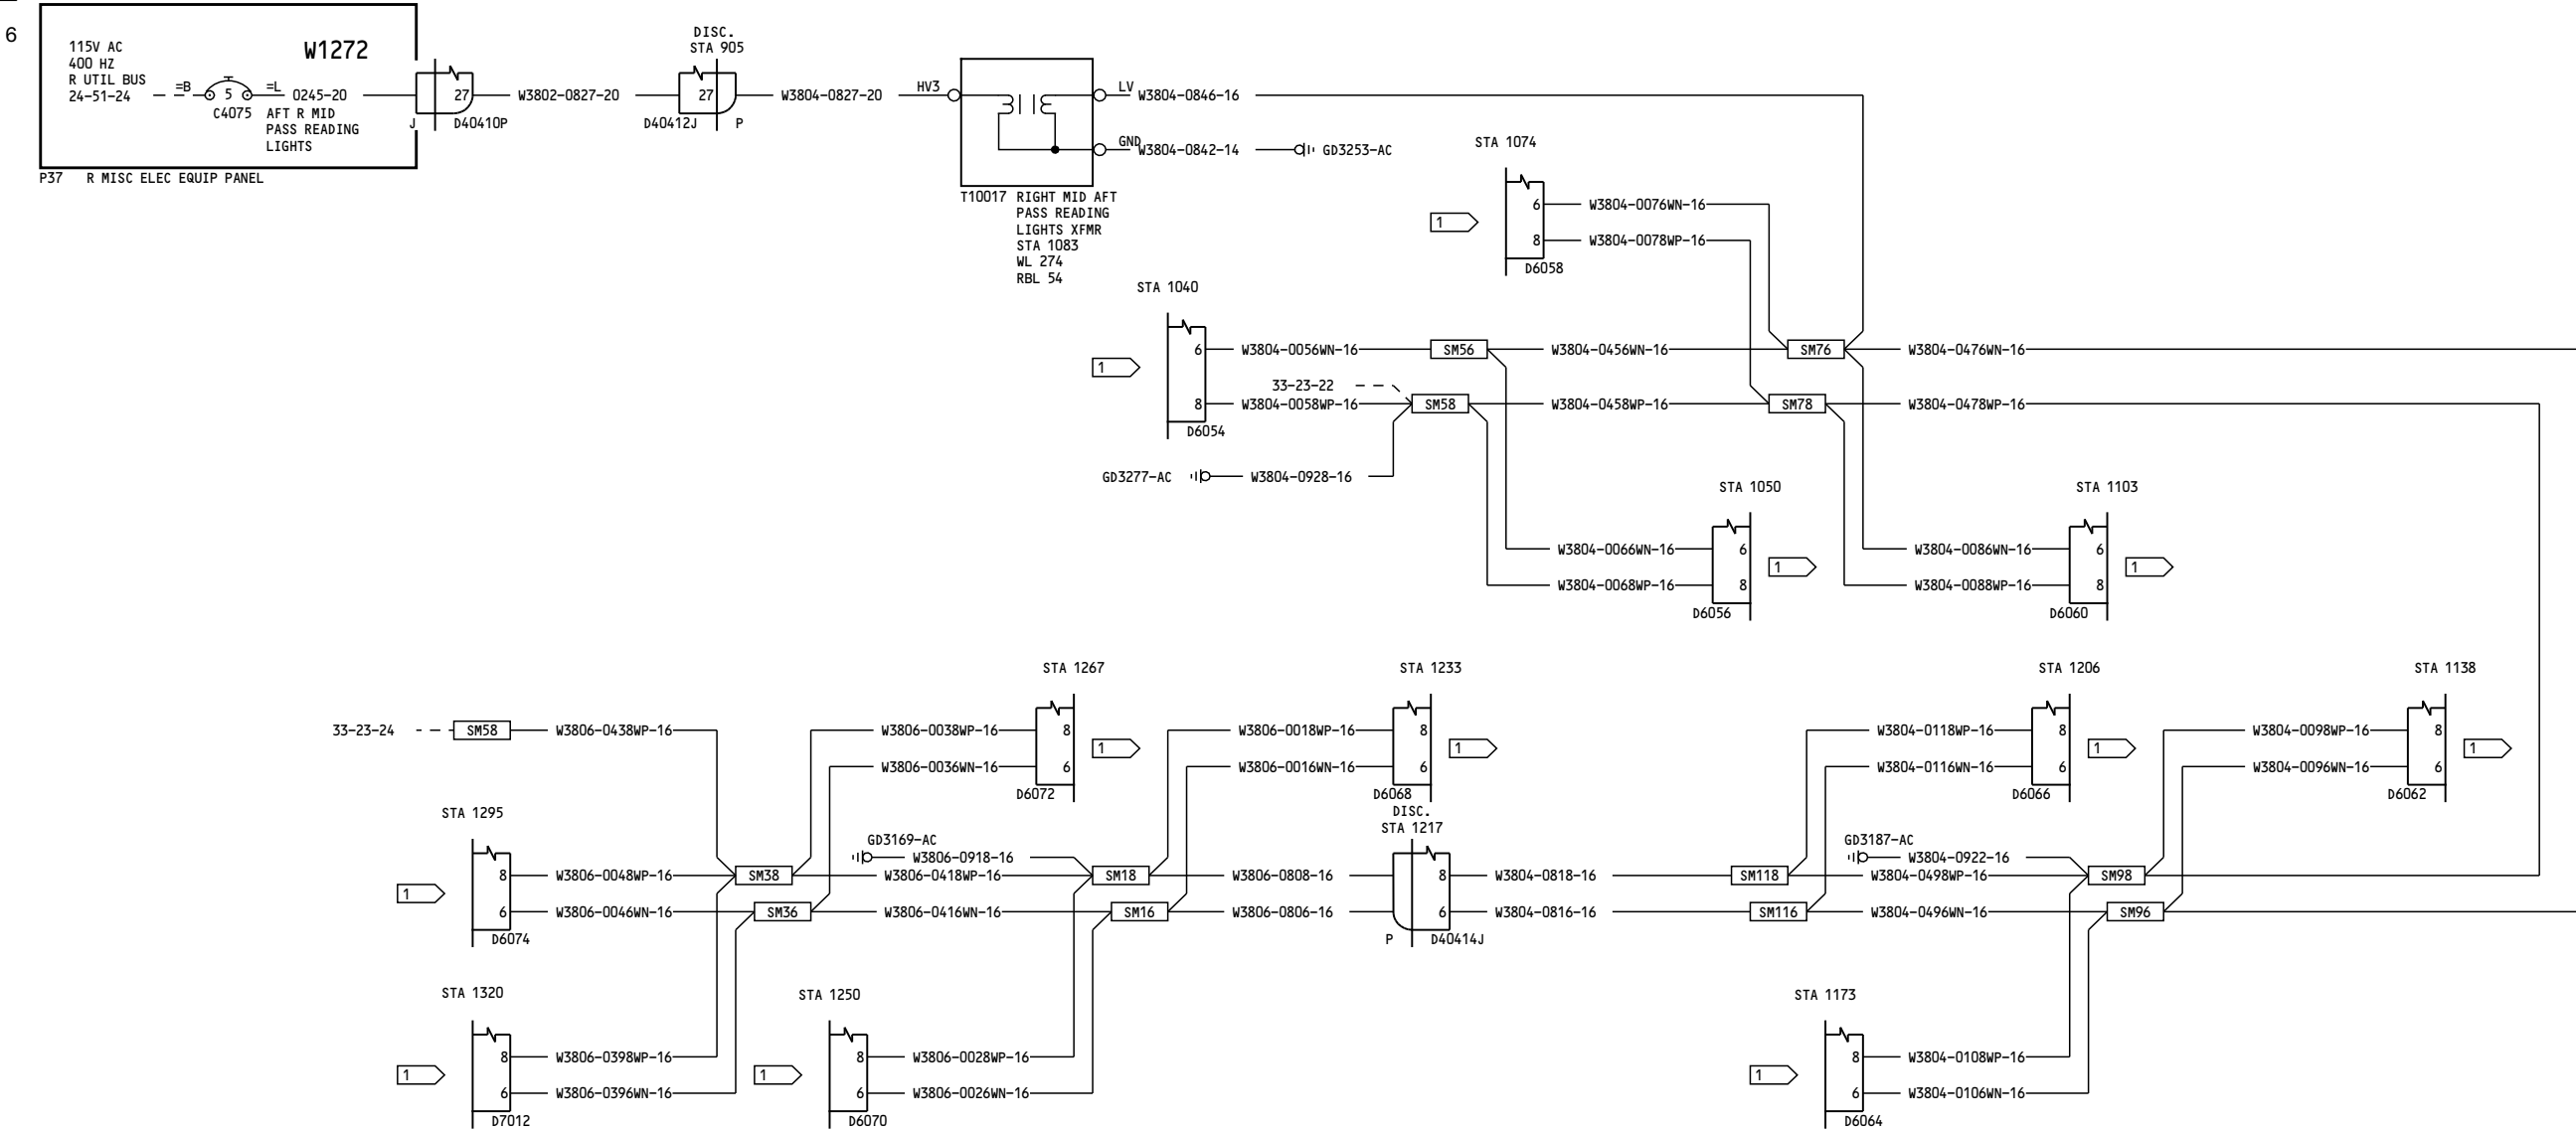 6
115V AC
400 HZ
R UTIL BUS
24-51-24
=B
5
=L
C4075
AFT R MID
PASS READING
LIGHTS
W1272
0245-20
P37 R MISC ELEC EQUIP PANEL
27
J
D40410P
W3802-0827-20
DISC.
STA 905
27
D40412J
P
W3804-0827-20
HV3
LV
W3804-0846-16
GND
W3804-0842-14
GD3253-AC
T10017
RIGHT MID AFT
PASS READING
LIGHTS XFMR
STA 1083
WL 274
RBL 54
STA 1074
1
6
W3804-0076WN-16
8
W3804-0078WP-16
D6058
STA 1040
1
6
W3804-0056WN-16
SM56
W3804-0456WN-16
SM76
W3804-0476WN-16
33-23-22
8
W3804-0058WP-16
SM58
W3804-0458WP-16
SM78
W3804-0478WP-16
D6054
GD3277-AC
W3804-0928-16
STA 1050
W3804-0066WN-16
6
1
W3804-0068WP-16
8
D6056
STA 1103
W3804-0086WN-16
6
1
W3804-0088WP-16
8
D6060
STA 1267
STA 1233
STA 1206
STA 1138
33-23-24
SM58
W3806-0438WP-16
W3806-0038WP-16
8
1
W3806-0036WN-16
6
D6072
W3806-0018WP-16
8
1
W3806-0016WN-16
6
D6068
W3804-0118WP-16
8
1
W3804-0116WN-16
6
D6066
W3804-0098WP-16
8
1
W3804-0096WN-16
6
D6062
STA 1295
GD3169-AC
W3806-0918-16
DISC.
STA 1217
GD3187-AC
W3804-0922-16
1
8
W3806-0048WP-16
SM38
W3806-0418WP-16
SM18
W3806-0808-16
8
W3804-0818-16
SM118
W3804-0498WP-16
SM98
6
W3806-0046WN-16
SM36
W3806-0416WN-16
SM16
W3806-0806-16
6
W3804-0816-16
SM116
W3804-0496WN-16
SM96
D6074
P
D40414J
STA 1320
1
8
W3806-0398WP-16
6
W3806-0396WN-16
D7012
STA 1250
1
8
W3806-0028WP-16
6
W3806-0026WN-16
D6070
STA 1173
1
8
W3804-0108WP-16
6
W3804-0106WN-16
D6064